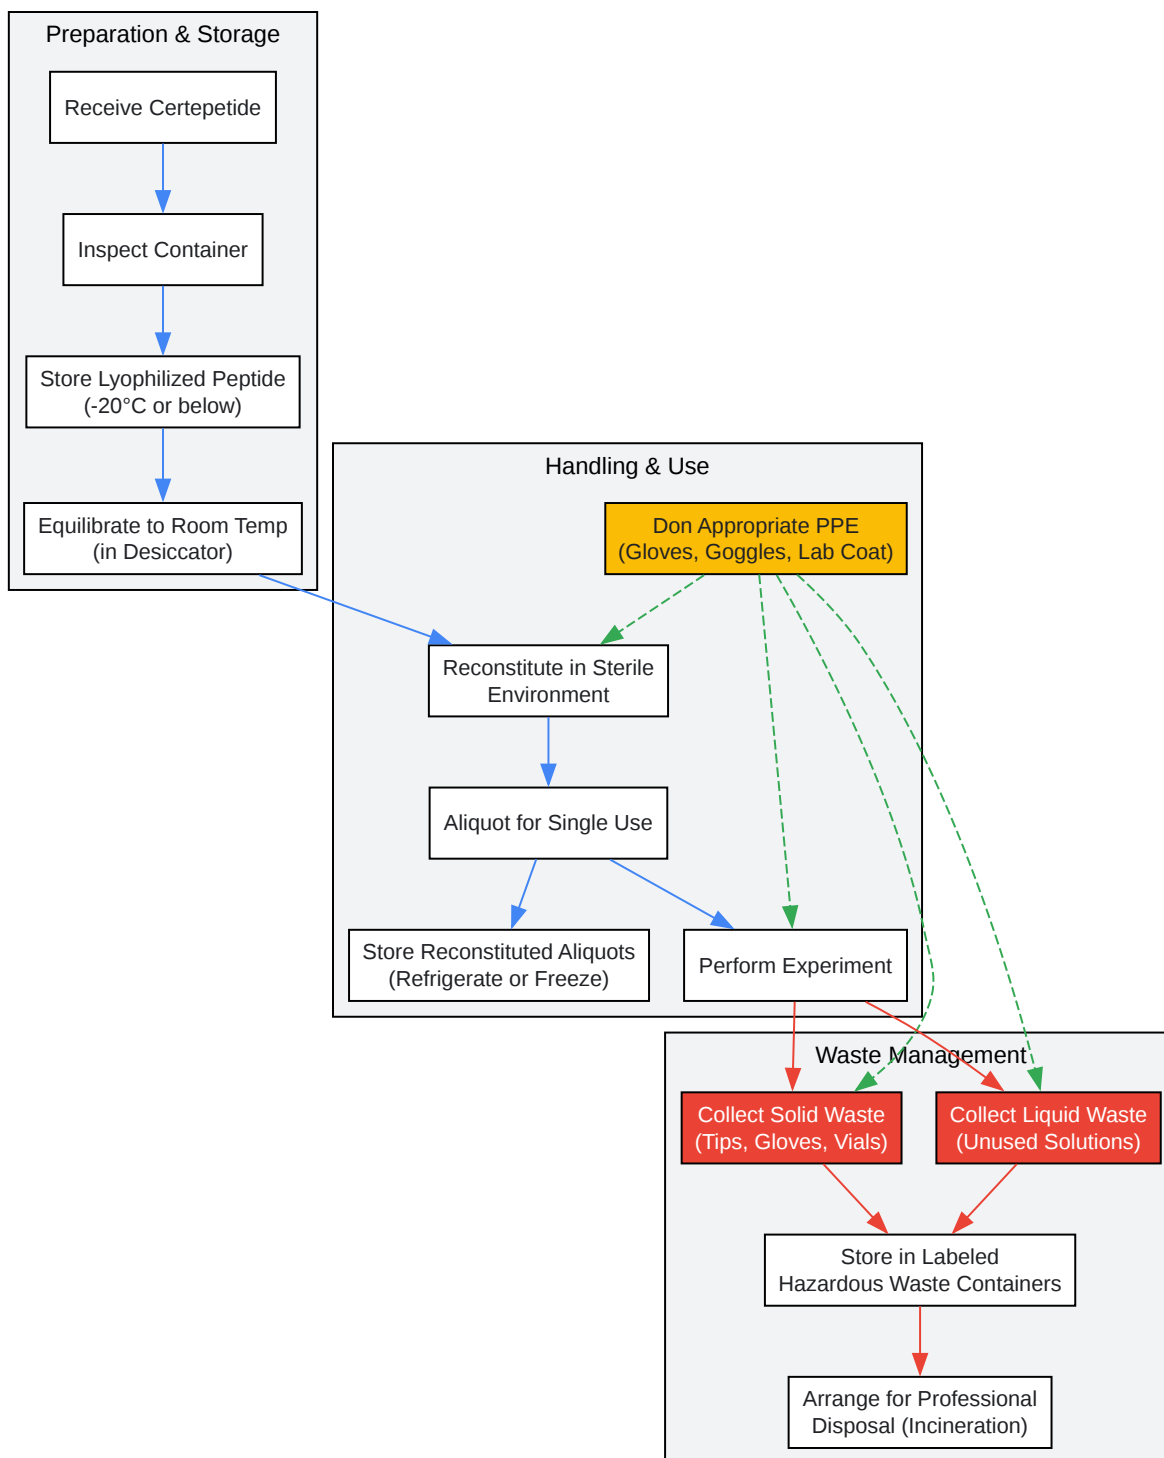 Preparation & Storage
Receive Certepetide
Inspect Container
Store Lyophilized Peptide
(-20°C or below)
Equilibrate to Room Temp
(in Desiccator)
Handling & Use
Don Appropriate PPE
(Gloves, Goggles, Lab Coat)
Reconstitute in Sterile
Environment
Aliquot for Single Use
Store Reconstituted Aliquots
(Refrigerate or Freeze)
Perform Experiment
Waste Management
Collect Solid Waste
(Tips, Gloves, Vials)
Collect Liquid Waste
(Unused Solutions)
Store in Labeled
Hazardous Waste Containers
Arrange for Professional
Disposal (Incineration)